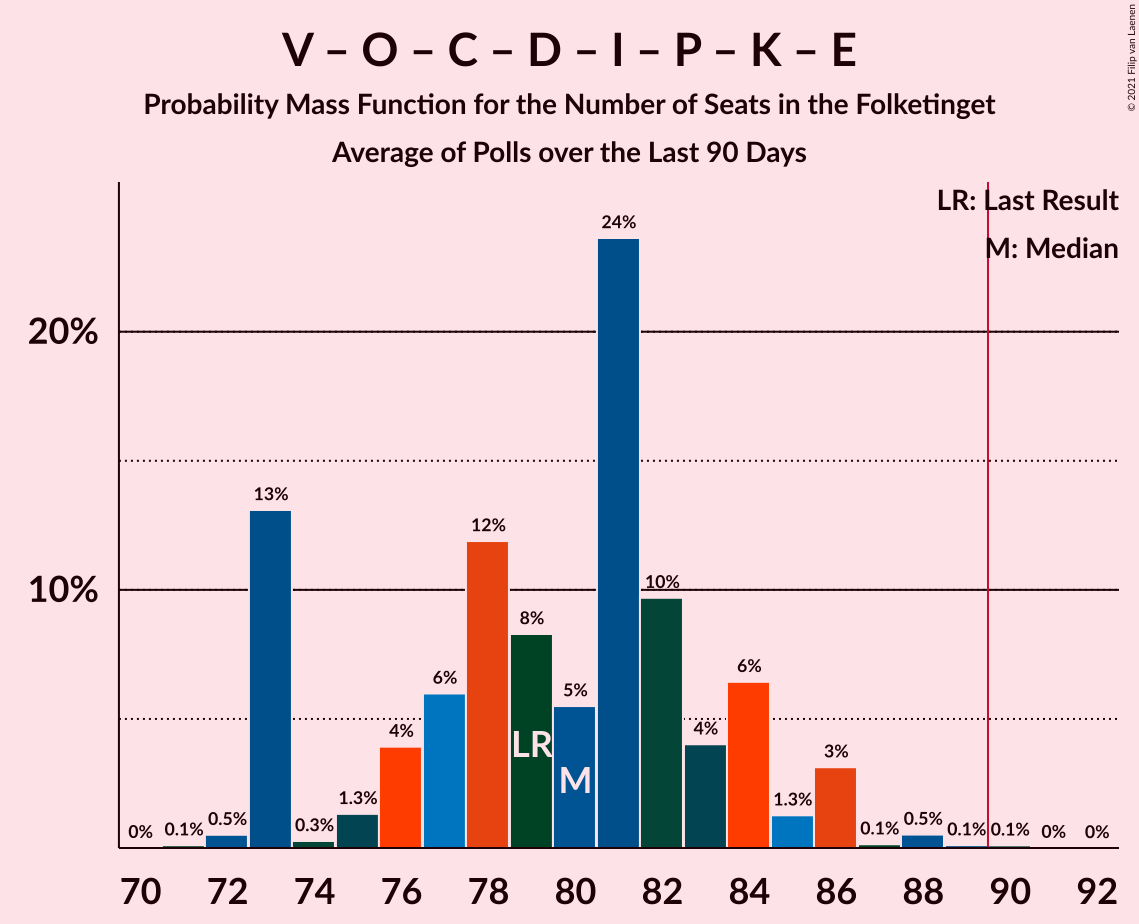 V – O – C – D – I – P – K – E
Probability Mass Function for the Number of Seats in the Folketinget
Average of Polls over the Last 90 Days
© 2021 Filip van Laenen
LR: Last Result
M: Median
20%
10%
0%
0.1%
0.5%
13%
0.3%
1.3%
4%
6%
12%
8%
5%
24%
10%
4%
6%
1.3%
3%
0.1%
0.5%
0.1%
0.1%
0%
0%
LR
M
70 72 74 76 78 80 82 84 86 88 90 92